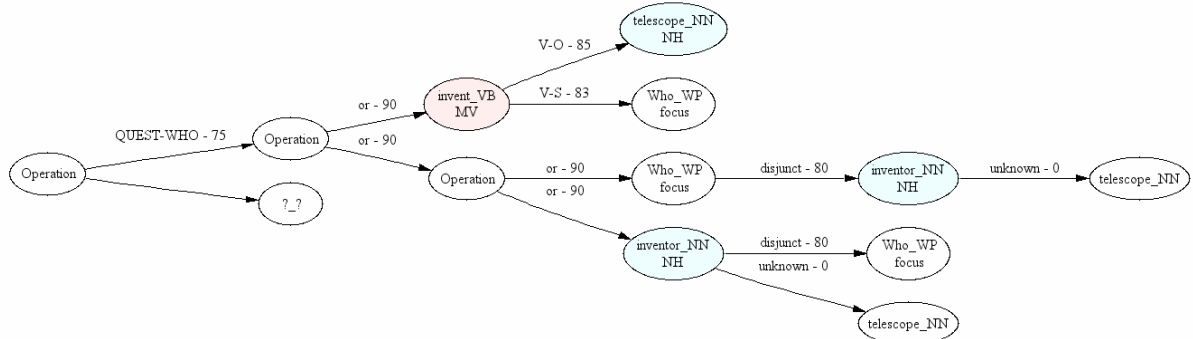 telescope_NN
NH
V-O - 85
invent_VB
MV
V-S - 83
Who_WP
focus
or - 90
QUEST-WHO - 75
Operation
or - 90
Operation
?_?
Operation
or - 90
or - 90
Who_WP
focus
disjunct - 80
inventor_NN
NH
unknown - 0
telescope_NN
inventor_NN
NH
disjunct - 80
unknown - 0
Who_WP
focus
telescope_NN